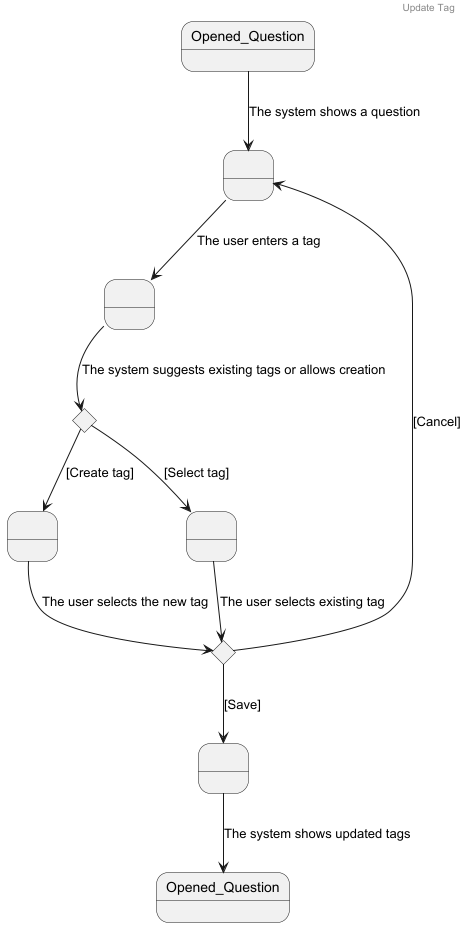 Update Tag
Opened_Question
The system shows a question
The user enters a tag
The system suggests existing tags or allows creation
[Cancel]
[Create tag]
[Select tag]
The user selects the new tag
The user selects existing tag
[Save]
The system shows updated tags
Opened_Question